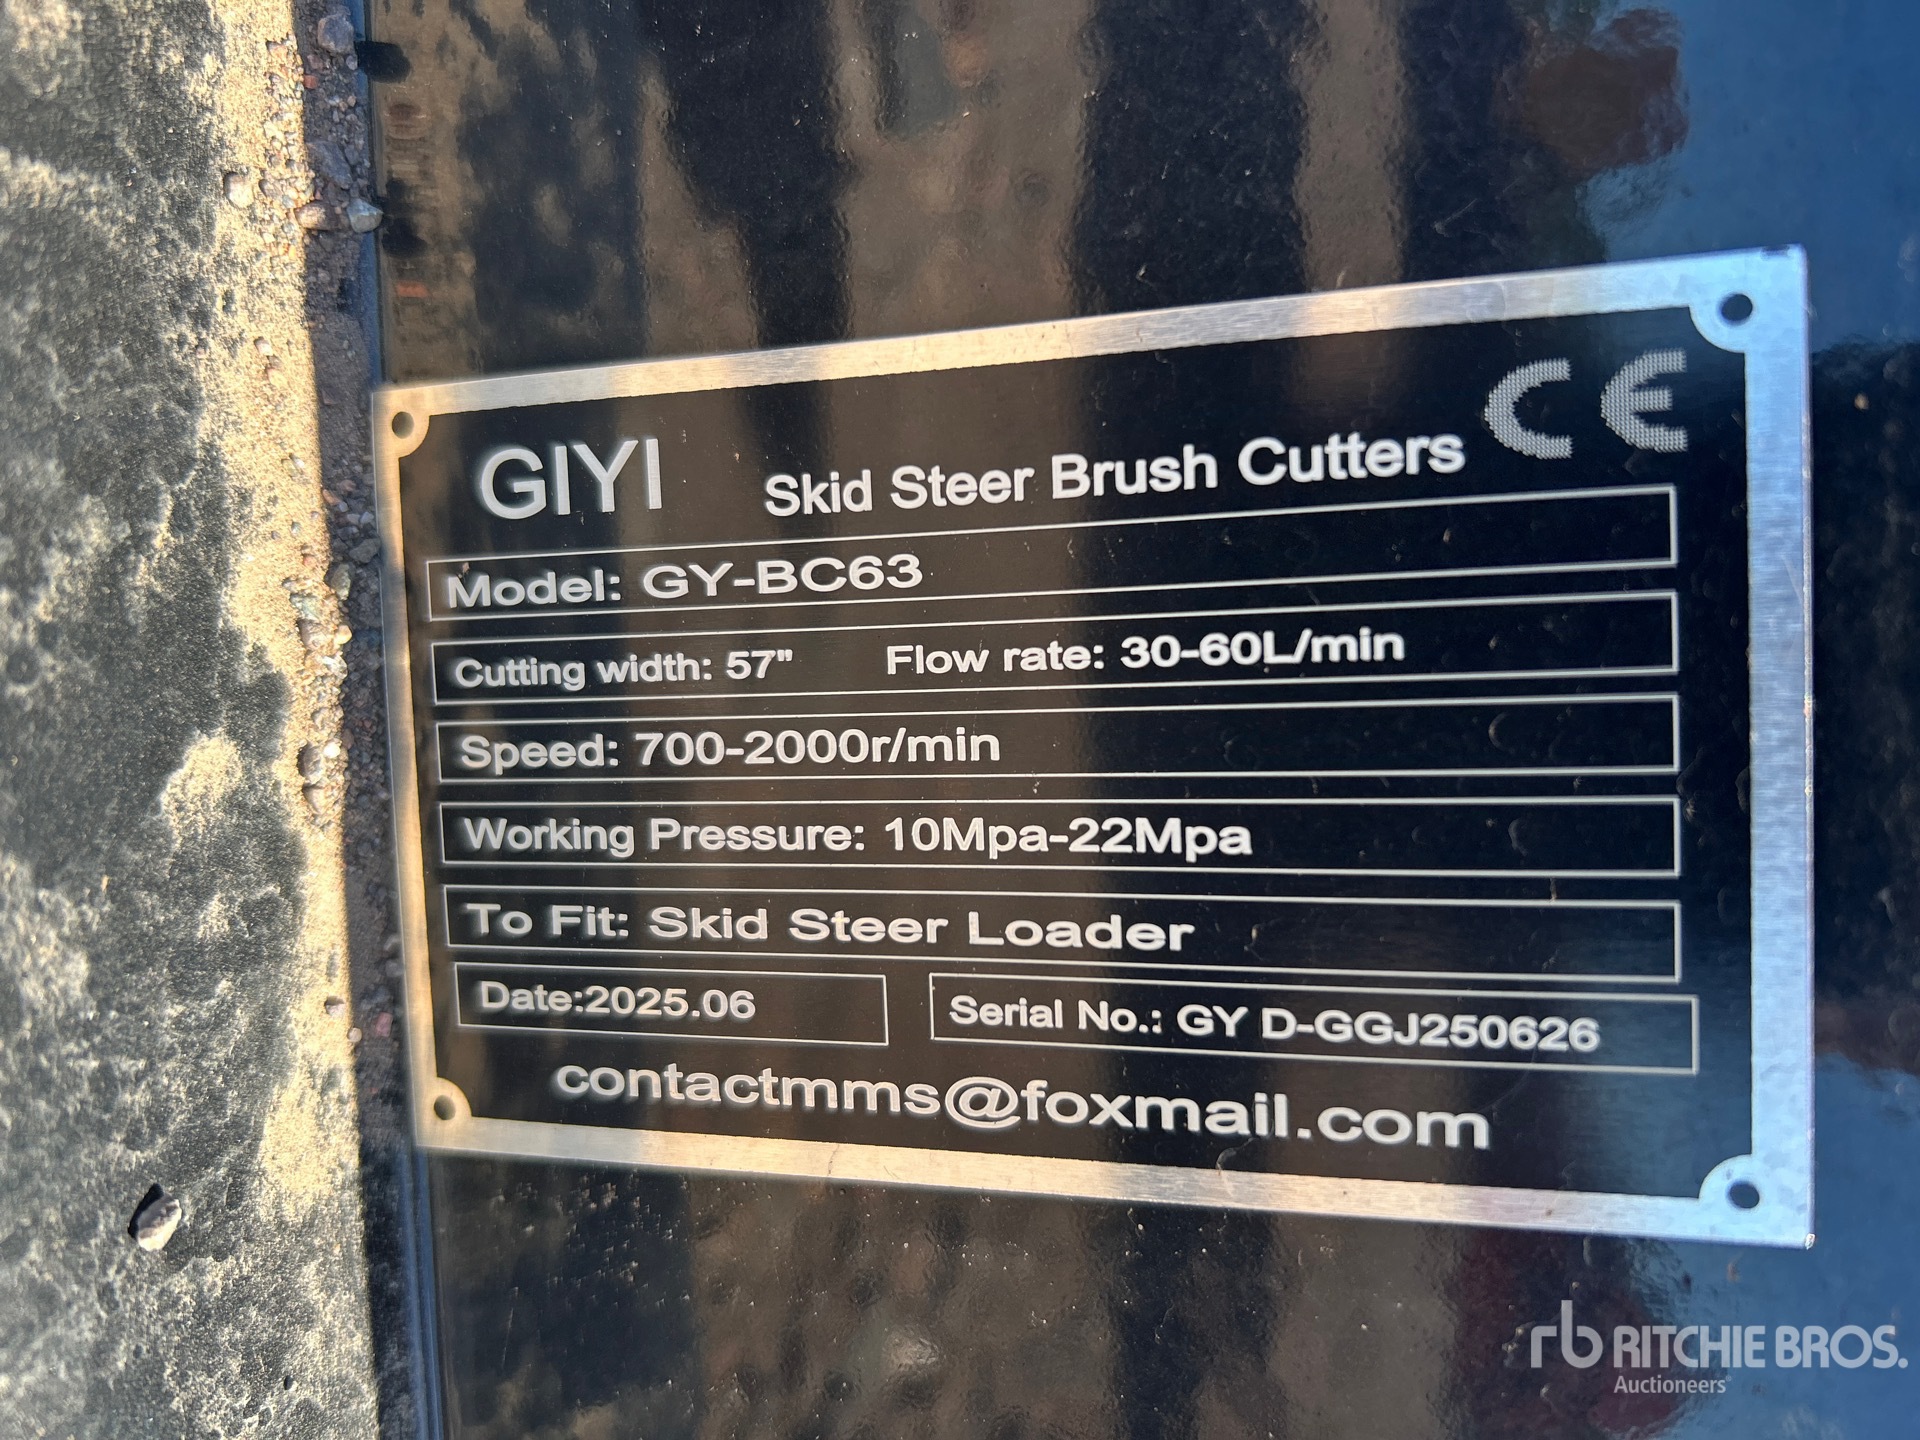 GIYI Skid Steer Brush Cutters CE
Model: GY-BC63
Cutting width: 57" Flow rate: 30-60L/min
Speed: 700-2000r/min
Working Pressure: 10Mpa-22Mpa
To Fit: Skid Steer Loader
Date:2025.06 Serial No.: GY D-GGJ250626
contactmms@foxmail.com
rb RITCHIE BROS.
Auctioneers